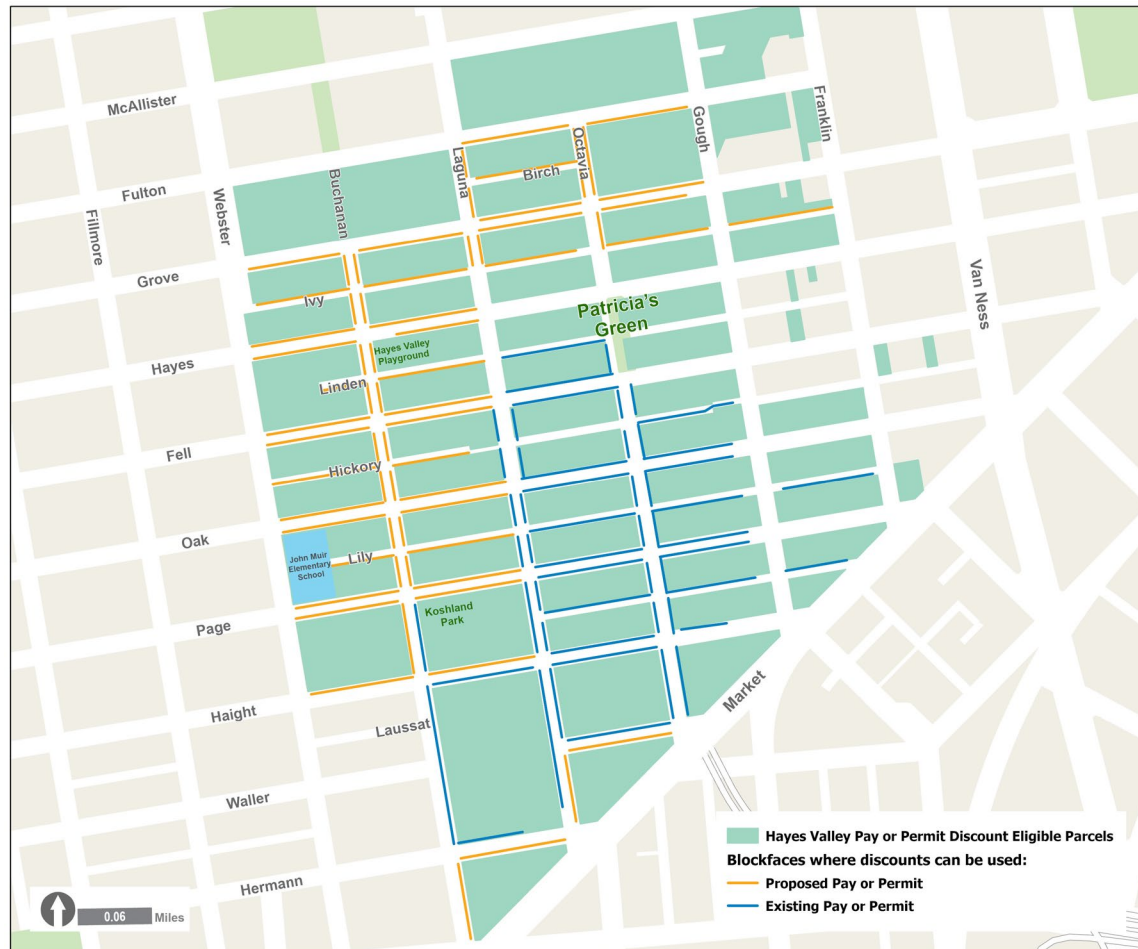 McAllister
Fulton
Fillmore
Webster
Buchanan
Laguna
Birch
Octavia
Gough
Franklin
Van Ness
Grove
Ivy
Hayes
Patricia's
Green
Hayes Valley
Playground
Linden
Fell
Hickory
Oak
Lily
John Muir
Elementary
School
Page
Koshland
Park
Haight
Laussat
Market
Waller
Hermann
Hayes Valley Pay or Permit Discount Eligible Parcels
Blockfaces where discounts can be used:
Proposed Pay or Permit
Existing Pay or Permit
0.06 Miles